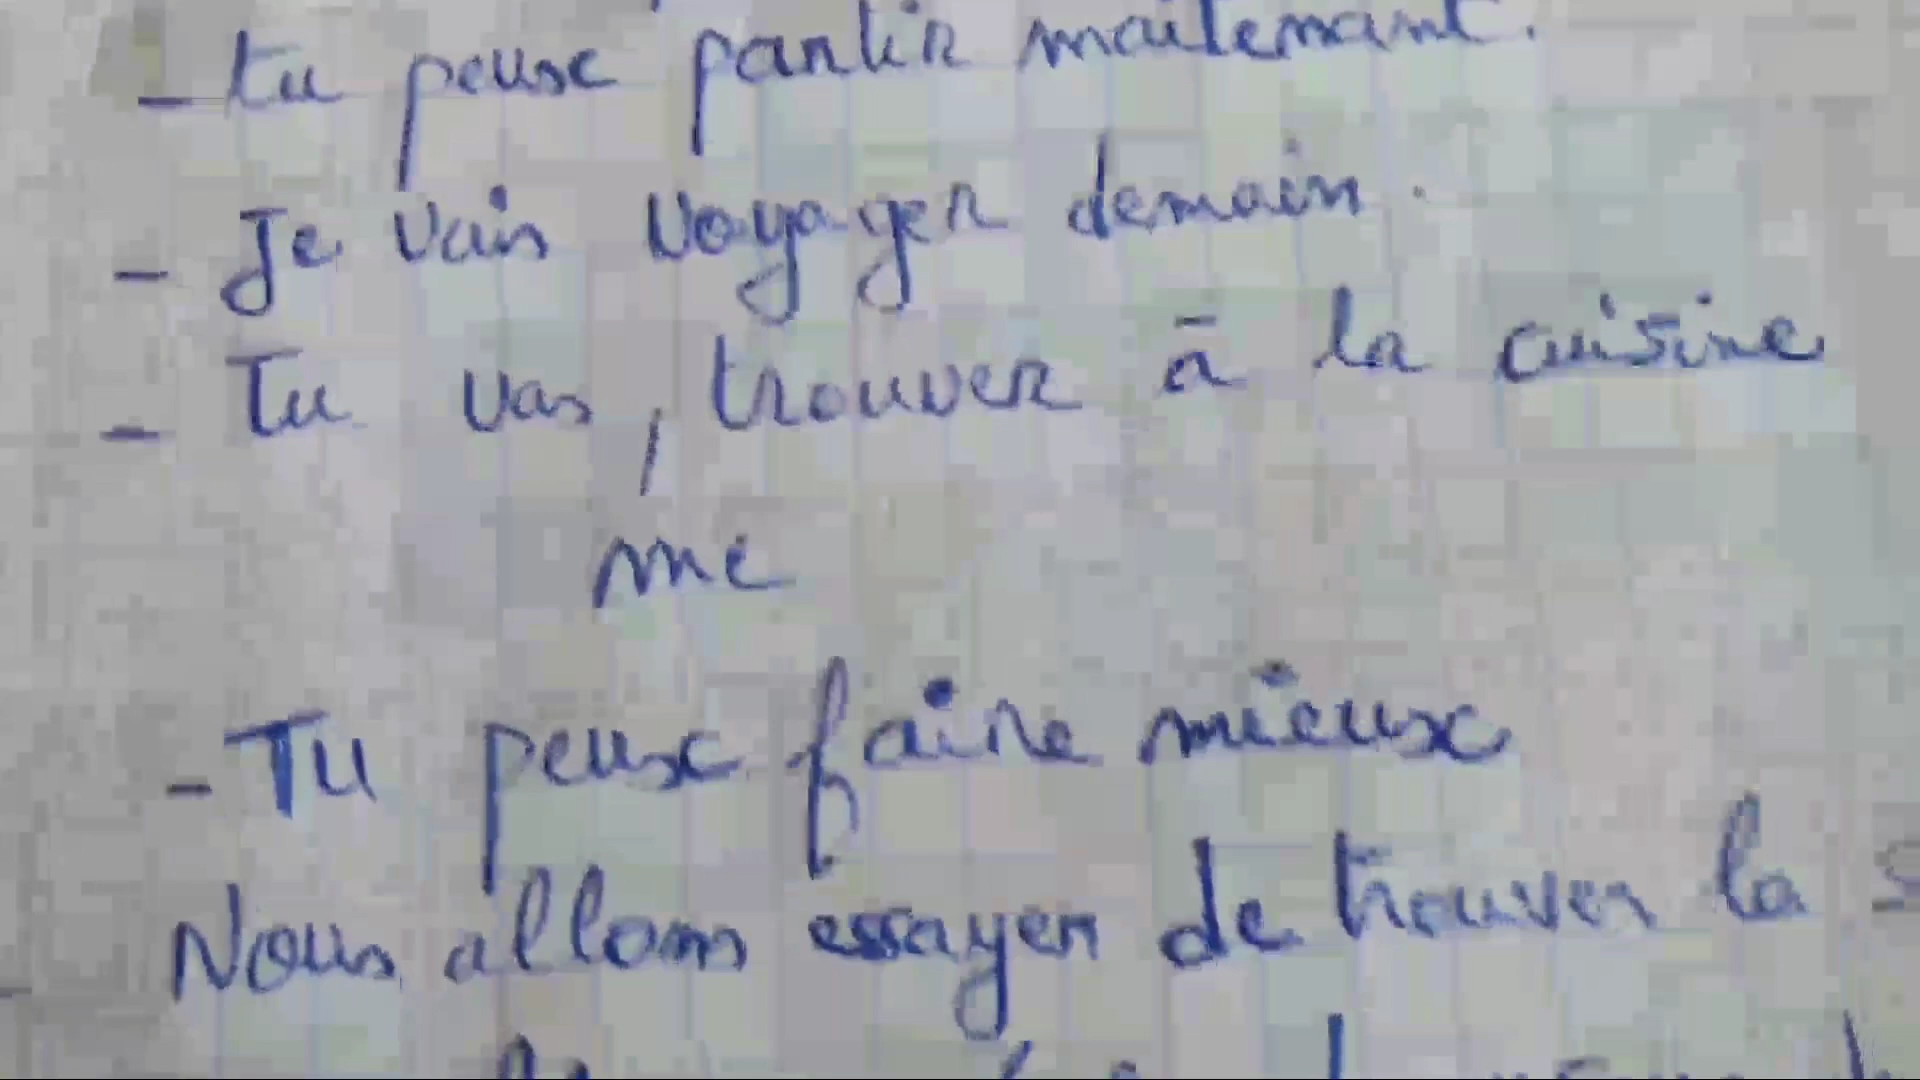 - tu peux partir maitenant.
- Je vais voyager demain.
- Tu vas, trouver à la cuisine
me
- Tu peux faire mieux
Nous allons essayer de trouver la